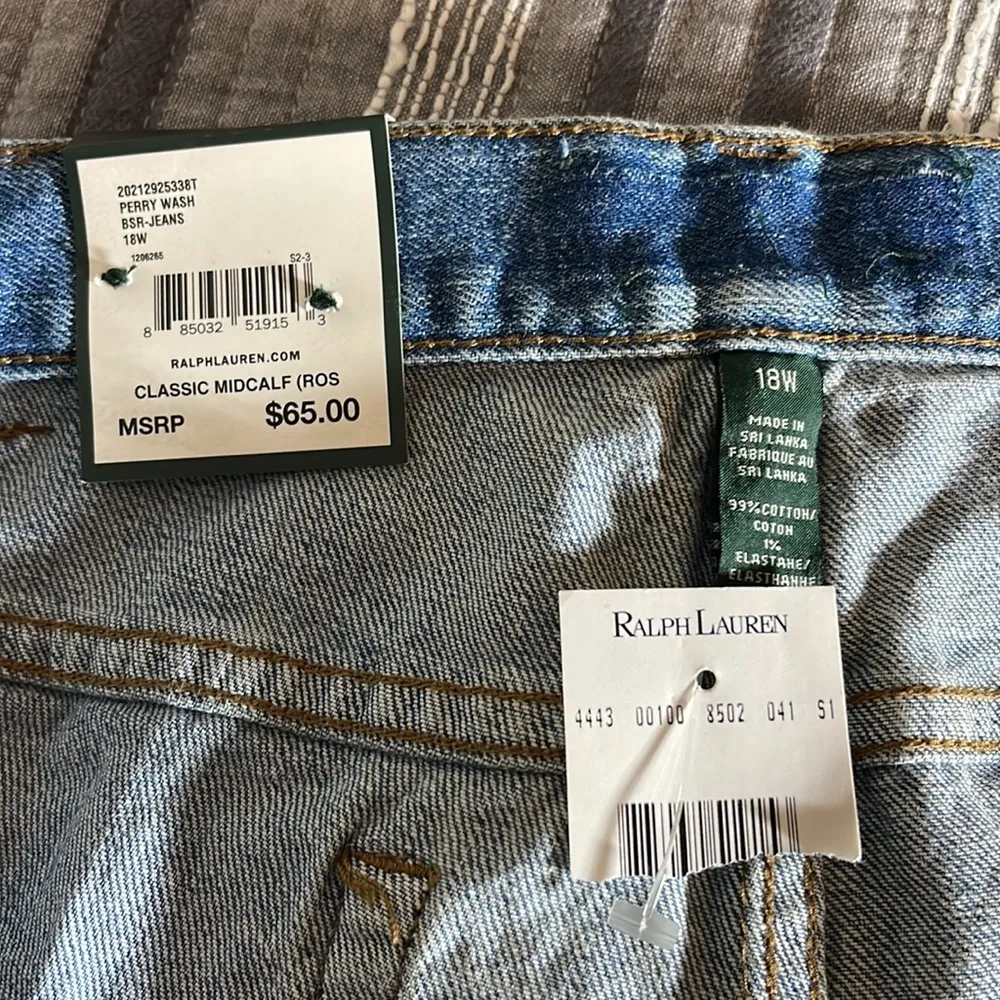 20212925338T
PERRY WASH
BSR-JEANS
18W
1206265
S2-3
8 85032 51915 3
RALPHLAUREN.COM
CLASSIC MIDCALF (ROS
MSRP $65.00
18W
MADE IN
SRI LANKA
FABRIQUE AU
SRI LANKA
99%COTTON/
COTON
1%
ELASTANE/
ELASTHANNE
RALPH LAUREN
4443 00100 8502 041 S1